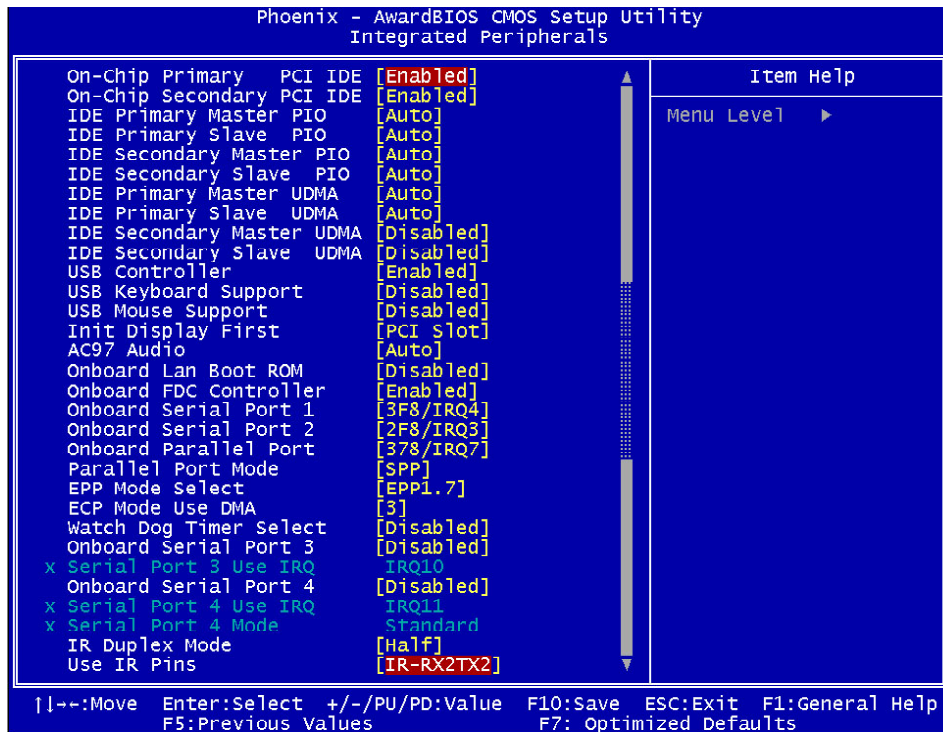 Phoenix - AwardBIOS CMOS Setup Utility
Integrated Peripherals
On-Chip Primary PCI IDE [Enabled]
On-Chip Secondary PCI IDE [Enabled]
IDE Primary Master PIO [Auto]
IDE Primary Slave PIO [Auto]
IDE Secondary Master PIO [Auto]
IDE Secondary Slave PIO [Auto]
IDE Primary Master UDMA [Auto]
IDE Primary Slave UDMA [Auto]
IDE Secondary Master UDMA [Disabled]
IDE Secondary Slave UDMA [Disabled]
USB Controller [Enabled]
USB Keyboard Support [Disabled]
USB Mouse Support [Disabled]
Init Display First [PCI Slot]
AC97 Audio [Auto]
Onboard Lan Boot ROM [Disabled]
Onboard FDC Controller [Enabled]
Onboard Serial Port 1 [3F8/IRQ4]
Onboard Serial Port 2 [2F8/IRQ3]
Onboard Parallel Port [378/IRQ7]
Parallel Port Mode [SPP]
EPP Mode Select [EPP1.7]
ECP Mode Use DMA [3]
Watch Dog Timer Select [Disabled]
Onboard Serial Port 3 [Disabled]
x Serial Port 3 Use IRQ IRQ10
Onboard Serial Port 4 [Disabled]
x Serial Port 4 Use IRQ IRQ11
x Serial Port 4 Mode Standard
IR Duplex Mode [Half]
Use IR Pins [IR-RX2TX2]
Item Help
Menu Level ▶
↑↓→←:Move Enter:Select +/-/PU/PD:Value F10:Save ESC:Exit F1:General Help
F5:Previous Values F7: Optimized Defaults